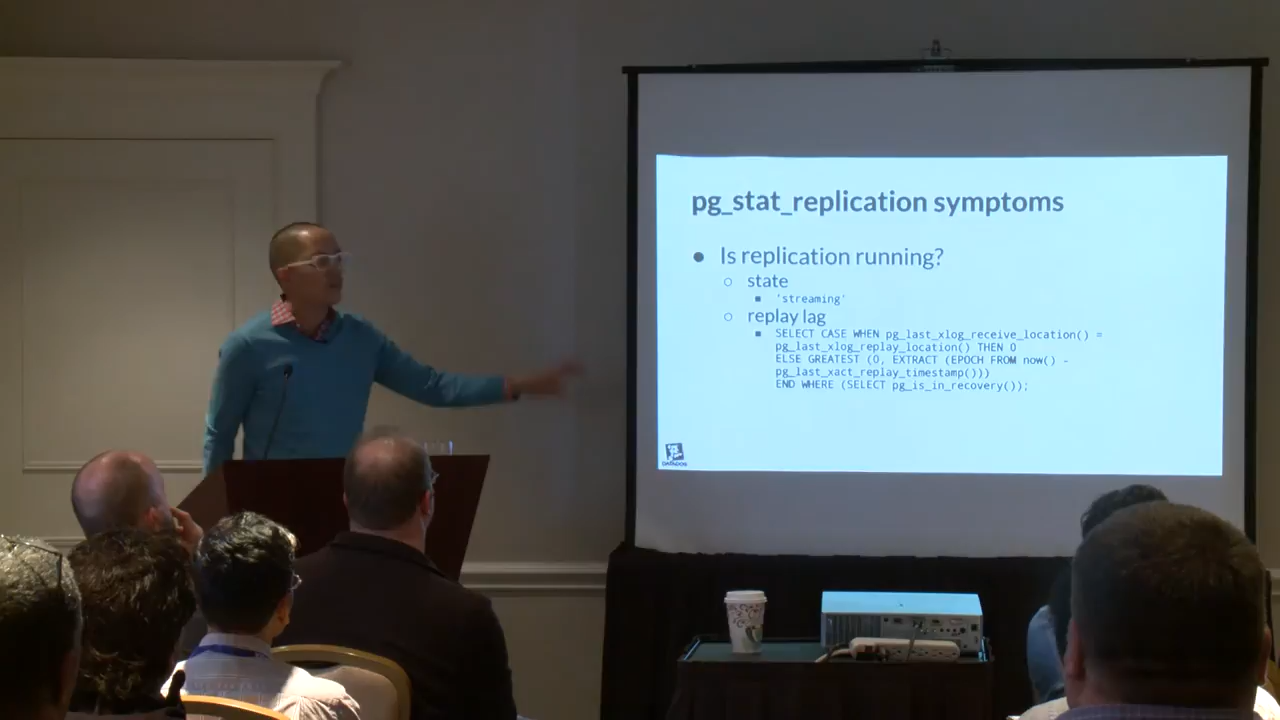 pg_stat_replication symptoms
● Is replication running?
○ state
■ 'streaming'
○ replay lag
■ SELECT CASE WHEN pg_last_xlog_receive_location() =
pg_last_xlog_replay_location() THEN 0
ELSE GREATEST (0, EXTRACT (EPOCH FROM now() -
pg_last_xact_replay_timestamp()))
END WHERE (SELECT pg_is_in_recovery());
DATADOG